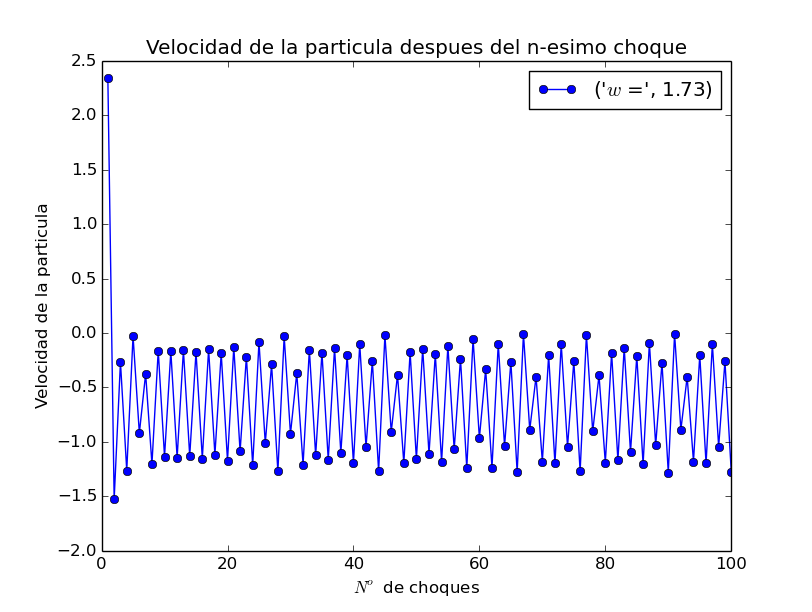 Velocidad de la particula despues del n-esimo choque
('w =', 1.73)
Velocidad de la particula
2.5
2.0
1.5
1.0
0.5
0.0
−0.5
−1.0
−1.5
−2.0
0 20 40 60 80 100
Nº de choques